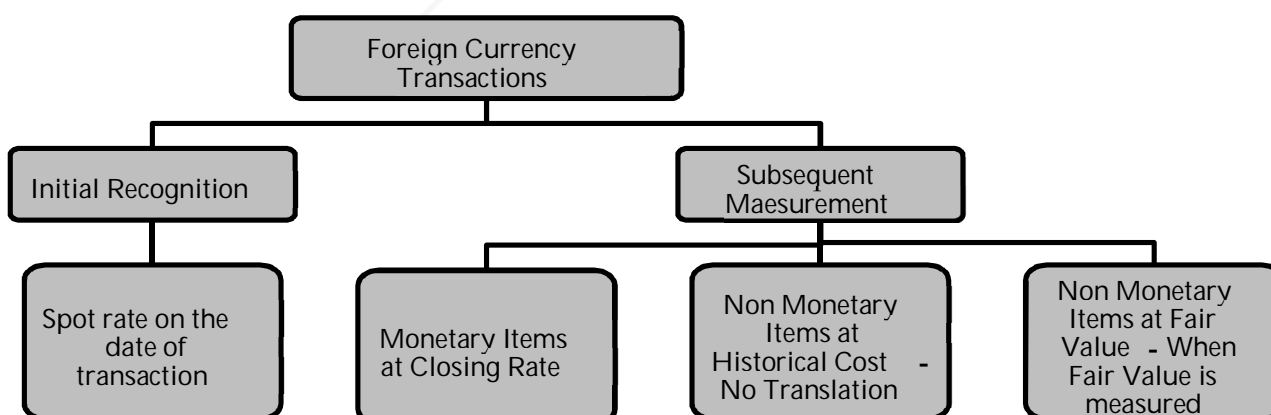 Foreign Currency
Transactions
Initial Recognition
Subsequent
Maesurement
Spot rate on the
date of
transaction
Monetary Items
at Closing Rate
Non Monetary
Items at
Historical Cost -
No Translation
Non Monetary
Items at Fair
Value - When
Fair Value is
measured